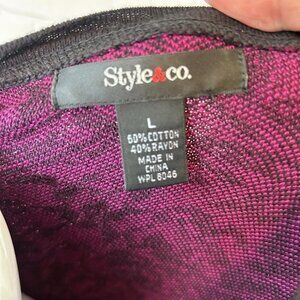 Style&co.
L
60% COTTON
40% RAYON
MADE IN
CHINA
WPL 8046